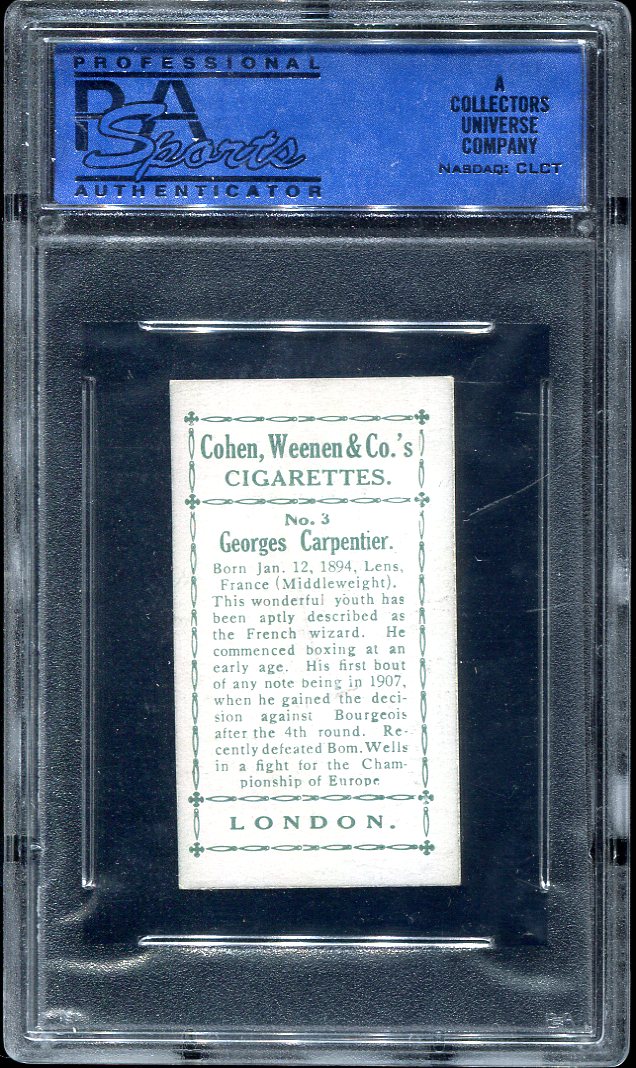 PROFESSIONAL
PSA
Sports
AUTHENTICATOR
A
COLLECTORS
UNIVERSE
COMPANY
NASDAQ: CLCT
Cohen, Weenen & Co.'s
CIGARETTES.
No. 3
Georges Carpentier.
Born Jan. 12, 1894, Lens,
France (Middleweight).
This wonderful youth has
been aptly described as
the French wizard. He
commenced boxing at an
early age. His first bout
of any note being in 1907,
when he gained the deci-
sion against Bourgeois
after the 4th round. Re-
cently defeated Bom. Wells
in a fight for the Cham-
pionship of Europe
LONDON.